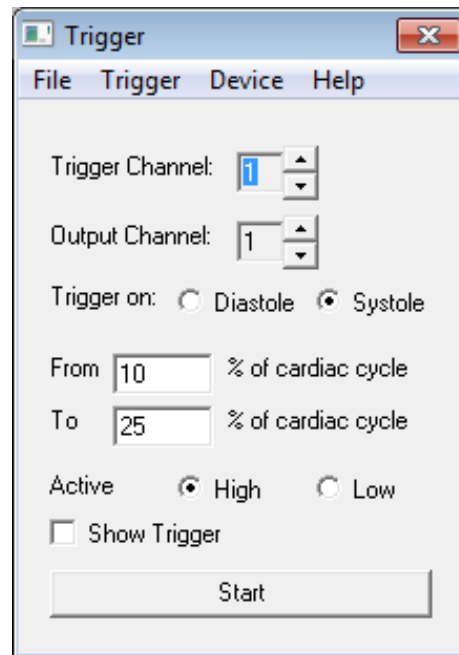 Trigger
File Trigger Device Help
Trigger Channel: 1
Output Channel: 1
Trigger on: Diastole Systole
From 10 % of cardiac cycle
To 25 % of cardiac cycle
Active High Low
Show Trigger
Start